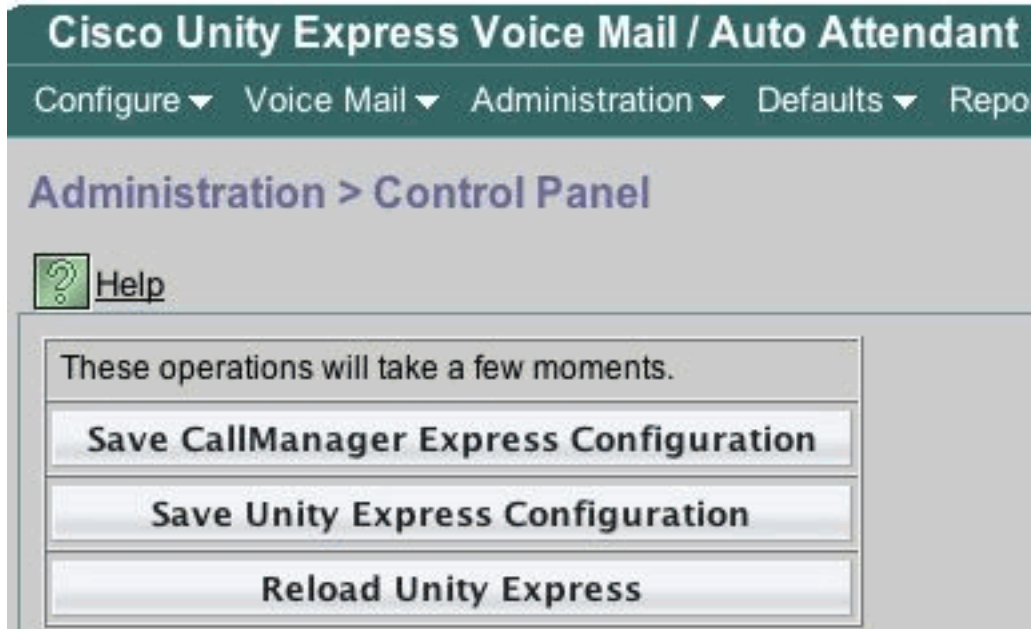 Cisco Unity Express Voice Mail / Auto Attendant
Configure Voice Mail Administration Defaults
Administration > Control Panel
Help
These operations will take a few moments.
Save CallManager Express Configuration
Save Unity Express Configuration
Reload Unity Express